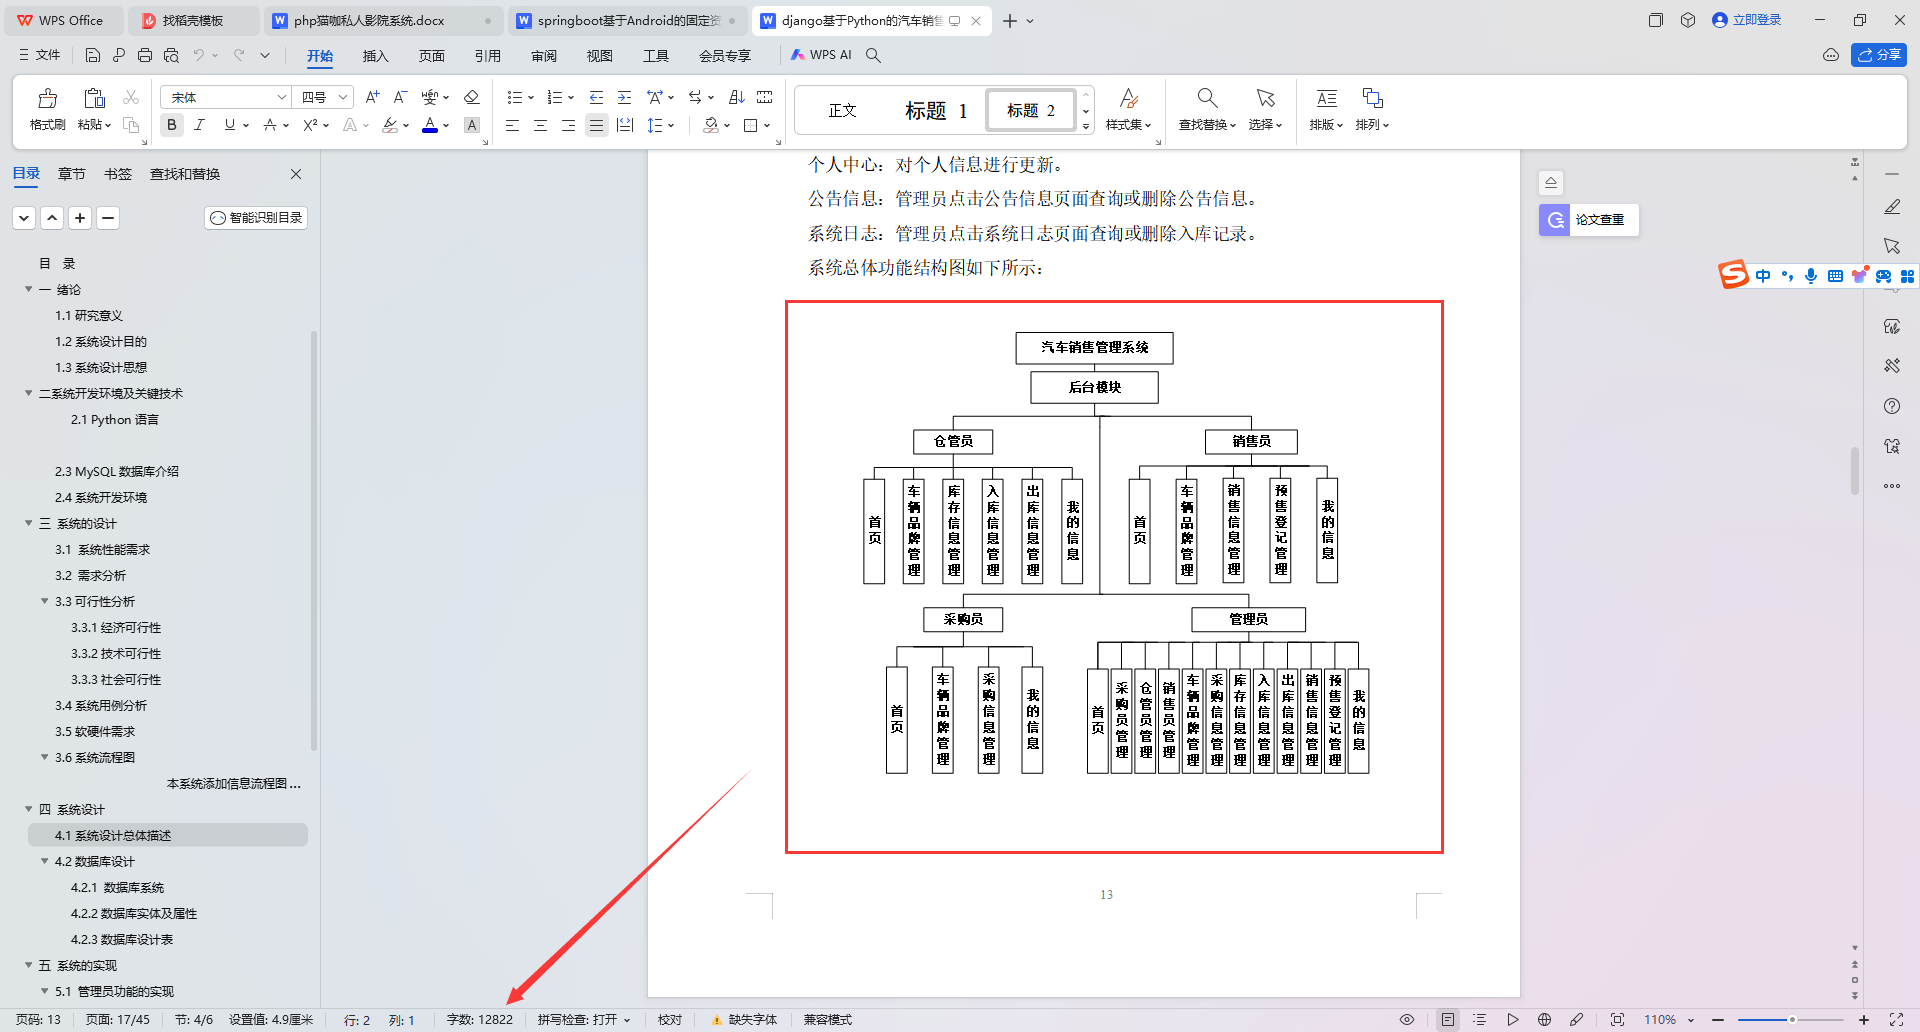 WPS Office
找稻壳模板
php猫咖私人影院系统.docx
springboot基于Android的固定资
django基于Python的汽车销售
立即登录
文件
开始
插入
页面
引用
审阅
视图
工具
会员专享
WPS AI
分享
格式刷
粘贴
宋体
四号
正文
标题 1
标题 2
样式集
查找替换
选择
排版
排列
目录
章节
书签
查找和替换
智能识别目录
目 录
一 绪论
1.1 研究意义
1.2 系统设计目的
1.3 系统设计思想
二系统开发环境及关键技术
2.1 Python 语言
2.3 MySQL 数据库介绍
2.4 系统开发环境
三 系统的设计
3.1 系统性能需求
3.2 需求分析
3.3 可行性分析
3.3.1 经济可行性
3.3.2 技术可行性
3.3.3 社会可行性
3.4 系统用例分析
3.5 软硬件需求
3.6 系统流程图
本系统添加信息流程图...
四 系统设计
4.1 系统设计总体描述
4.2 数据库设计
4.2.1 数据库系统
4.2.2 数据库实体及属性
4.2.3 数据库设计表
五 系统的实现
5.1 管理员功能的实现
个人中心：对个人信息进行更新。
公告信息：管理员点击公告信息页面查询或删除公告信息。
系统日志：管理员点击系统日志页面查询或删除入库记录。
系统总体功能结构图如下所示：
汽车销售管理系统
后台模块
仓管员
销售员
首页
车辆品牌管理
库存信息管理
入库信息管理
出库信息管理
我的信息
首页
车辆品牌管理
销售信息管理
预售登记管理
我的信息
采购员
管理员
首页
车辆品牌管理
采购信息管理
我的信息
首页
采购员管理
仓管员管理
销售员管理
车辆品牌管理
采购信息管理
库存信息管理
入库信息管理
出库信息管理
销售信息管理
预售登记管理
我的信息
13
论文查重
中
页码: 13
页面: 17/45
节: 4/6
设置值: 4.9厘米
行: 2
列: 1
字数: 12822
拼写检查: 打开
校对
缺失字体
兼容模式
110%